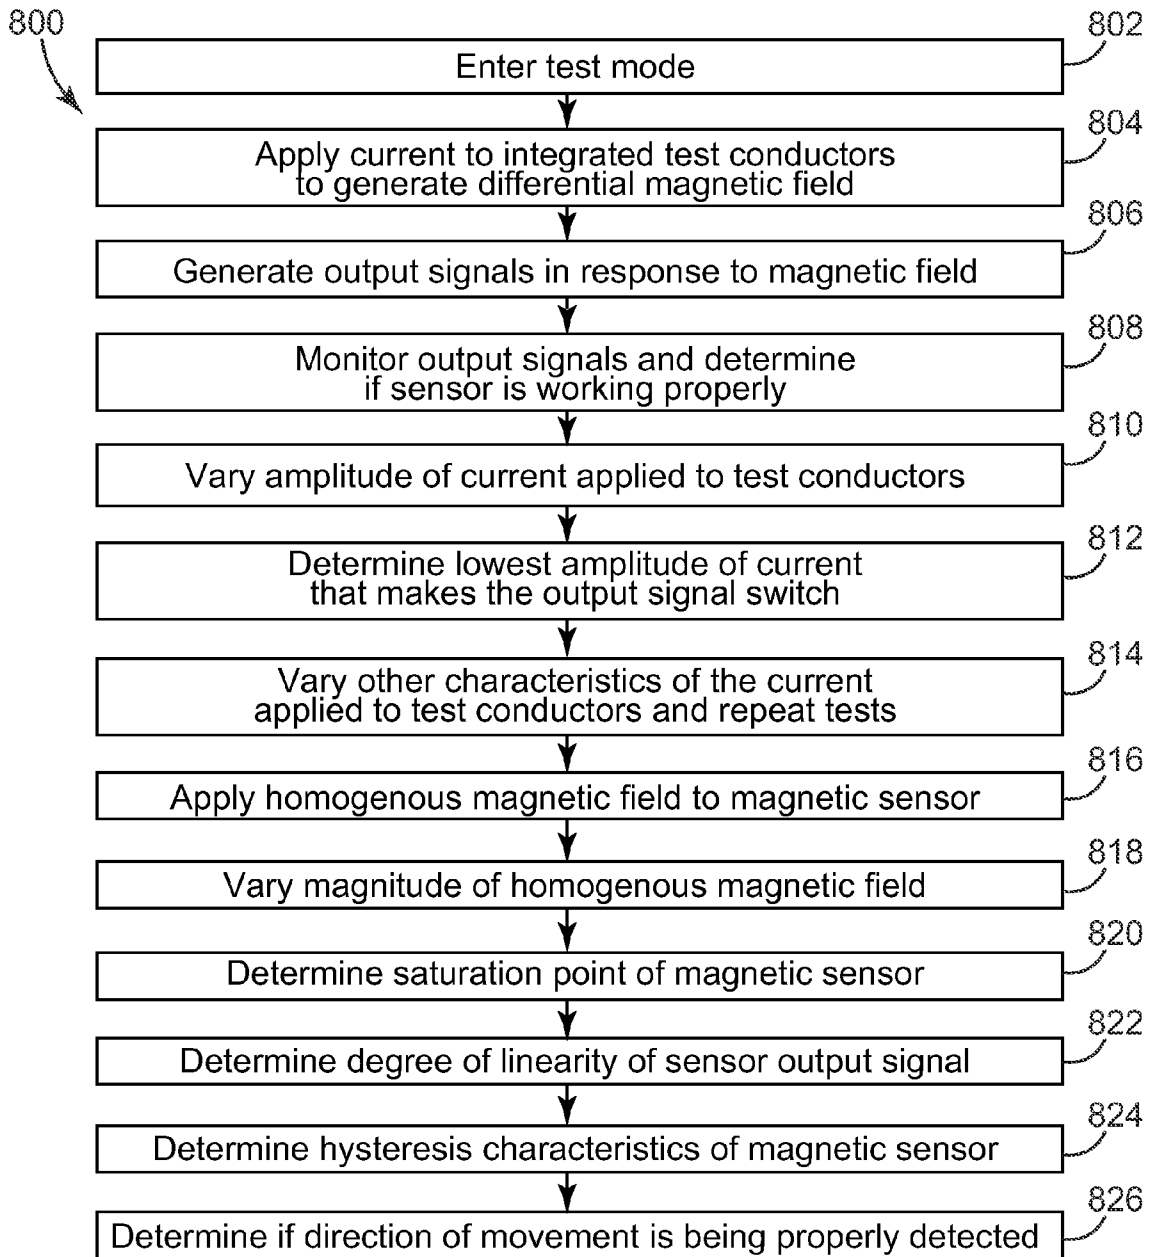 800
802
Enter test mode
804
Apply current to integrated test conductors
to generate differential magnetic field
806
Generate output signals in response to magnetic field
808
Monitor output signals and determine
if sensor is working properly
810
Vary amplitude of current applied to test conductors
812
Determine lowest amplitude of current
that makes the output signal switch
814
Vary other characteristics of the current
applied to test conductors and repeat tests
816
Apply homogenous magnetic field to magnetic sensor
818
Vary magnitude of homogenous magnetic field
820
Determine saturation point of magnetic sensor
822
Determine degree of linearity of sensor output signal
824
Determine hysteresis characteristics of magnetic sensor
826
Determine if direction of movement is being properly detected